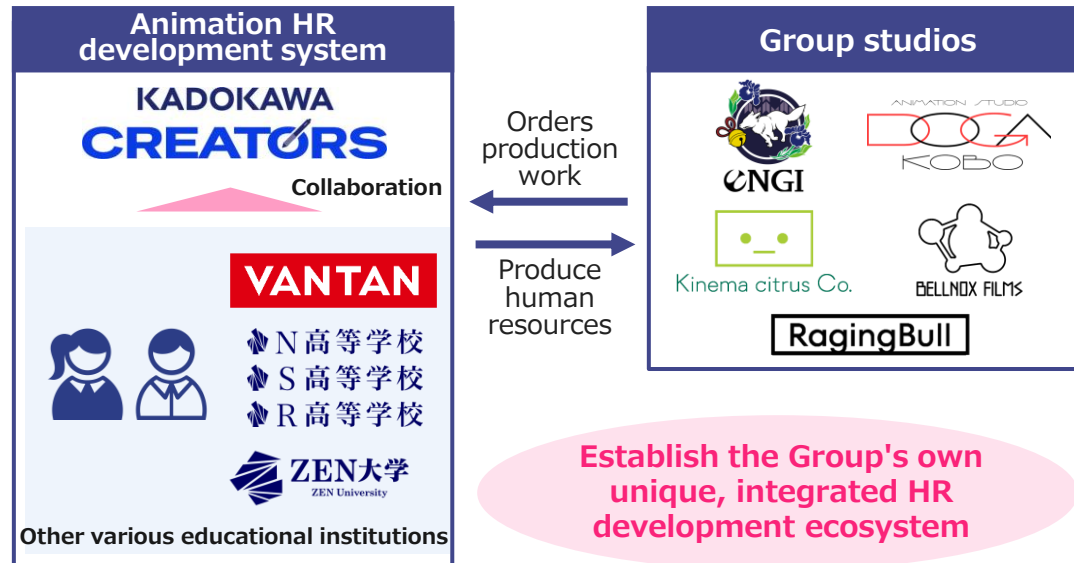 Animation HR
development system
KADOKAWA
CREATORS
Collaboration
VANTAN
N高等学校
S高等学校
R高等学校
ZEN大学
ZEN University
Other various educational institutions
Orders
production
work
Produce
human
resources
Group studios
ENGI
ANIMATION STUDIO
DOGA
KOBO
Kinema citrus Co.
BELLNOX FILMS
RagingBull
Establish the Group's own
unique, integrated HR
development ecosystem